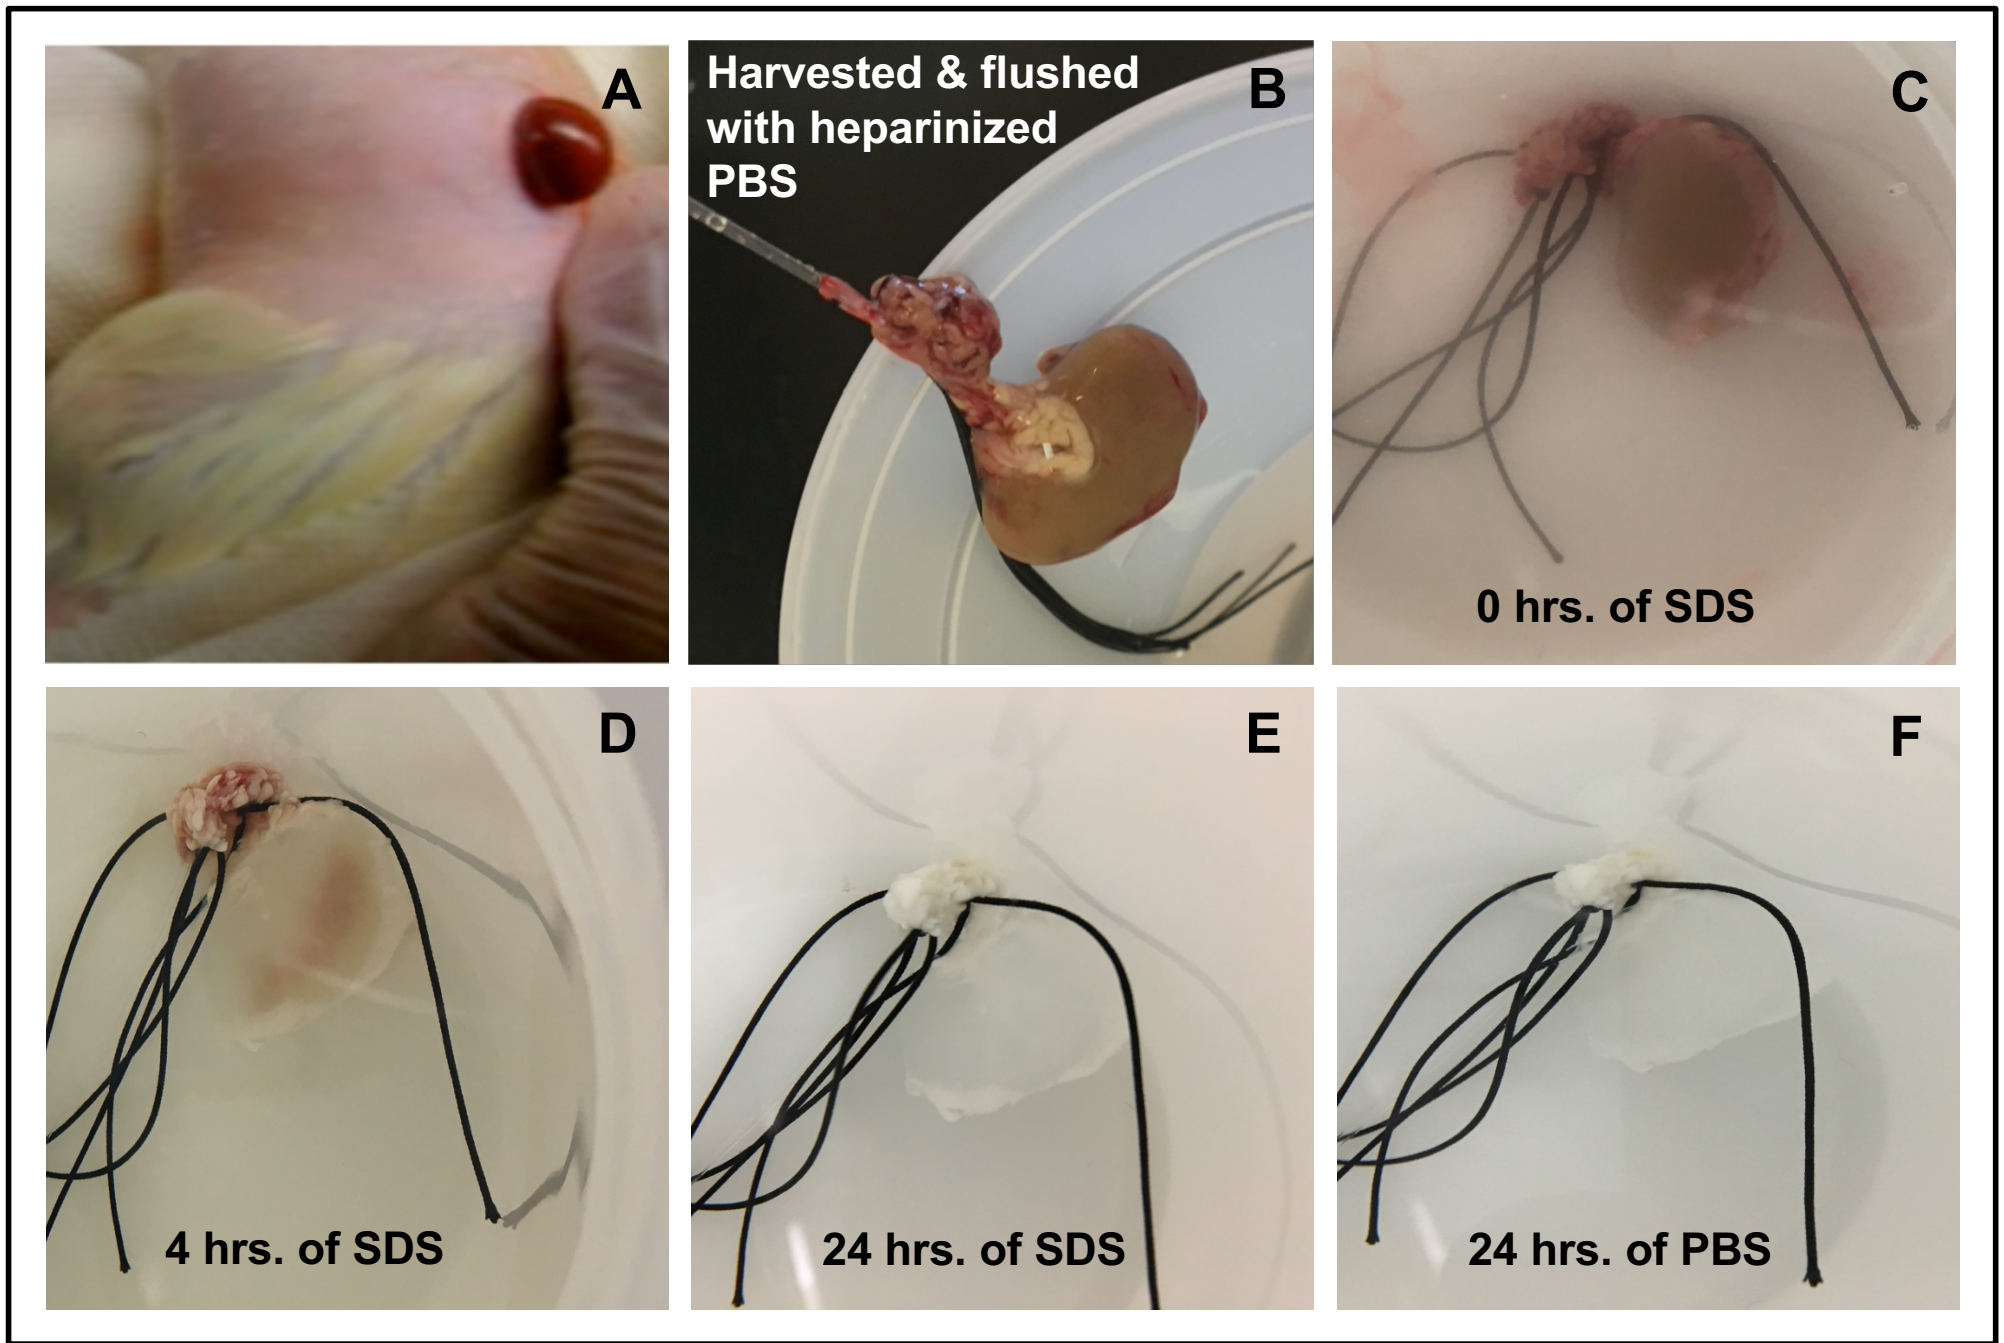 A
Harvested & flushed
with heparinized
PBS
B
C
0 hrs. of SDS
D
4 hrs. of SDS
E
24 hrs. of SDS
F
24 hrs. of PBS